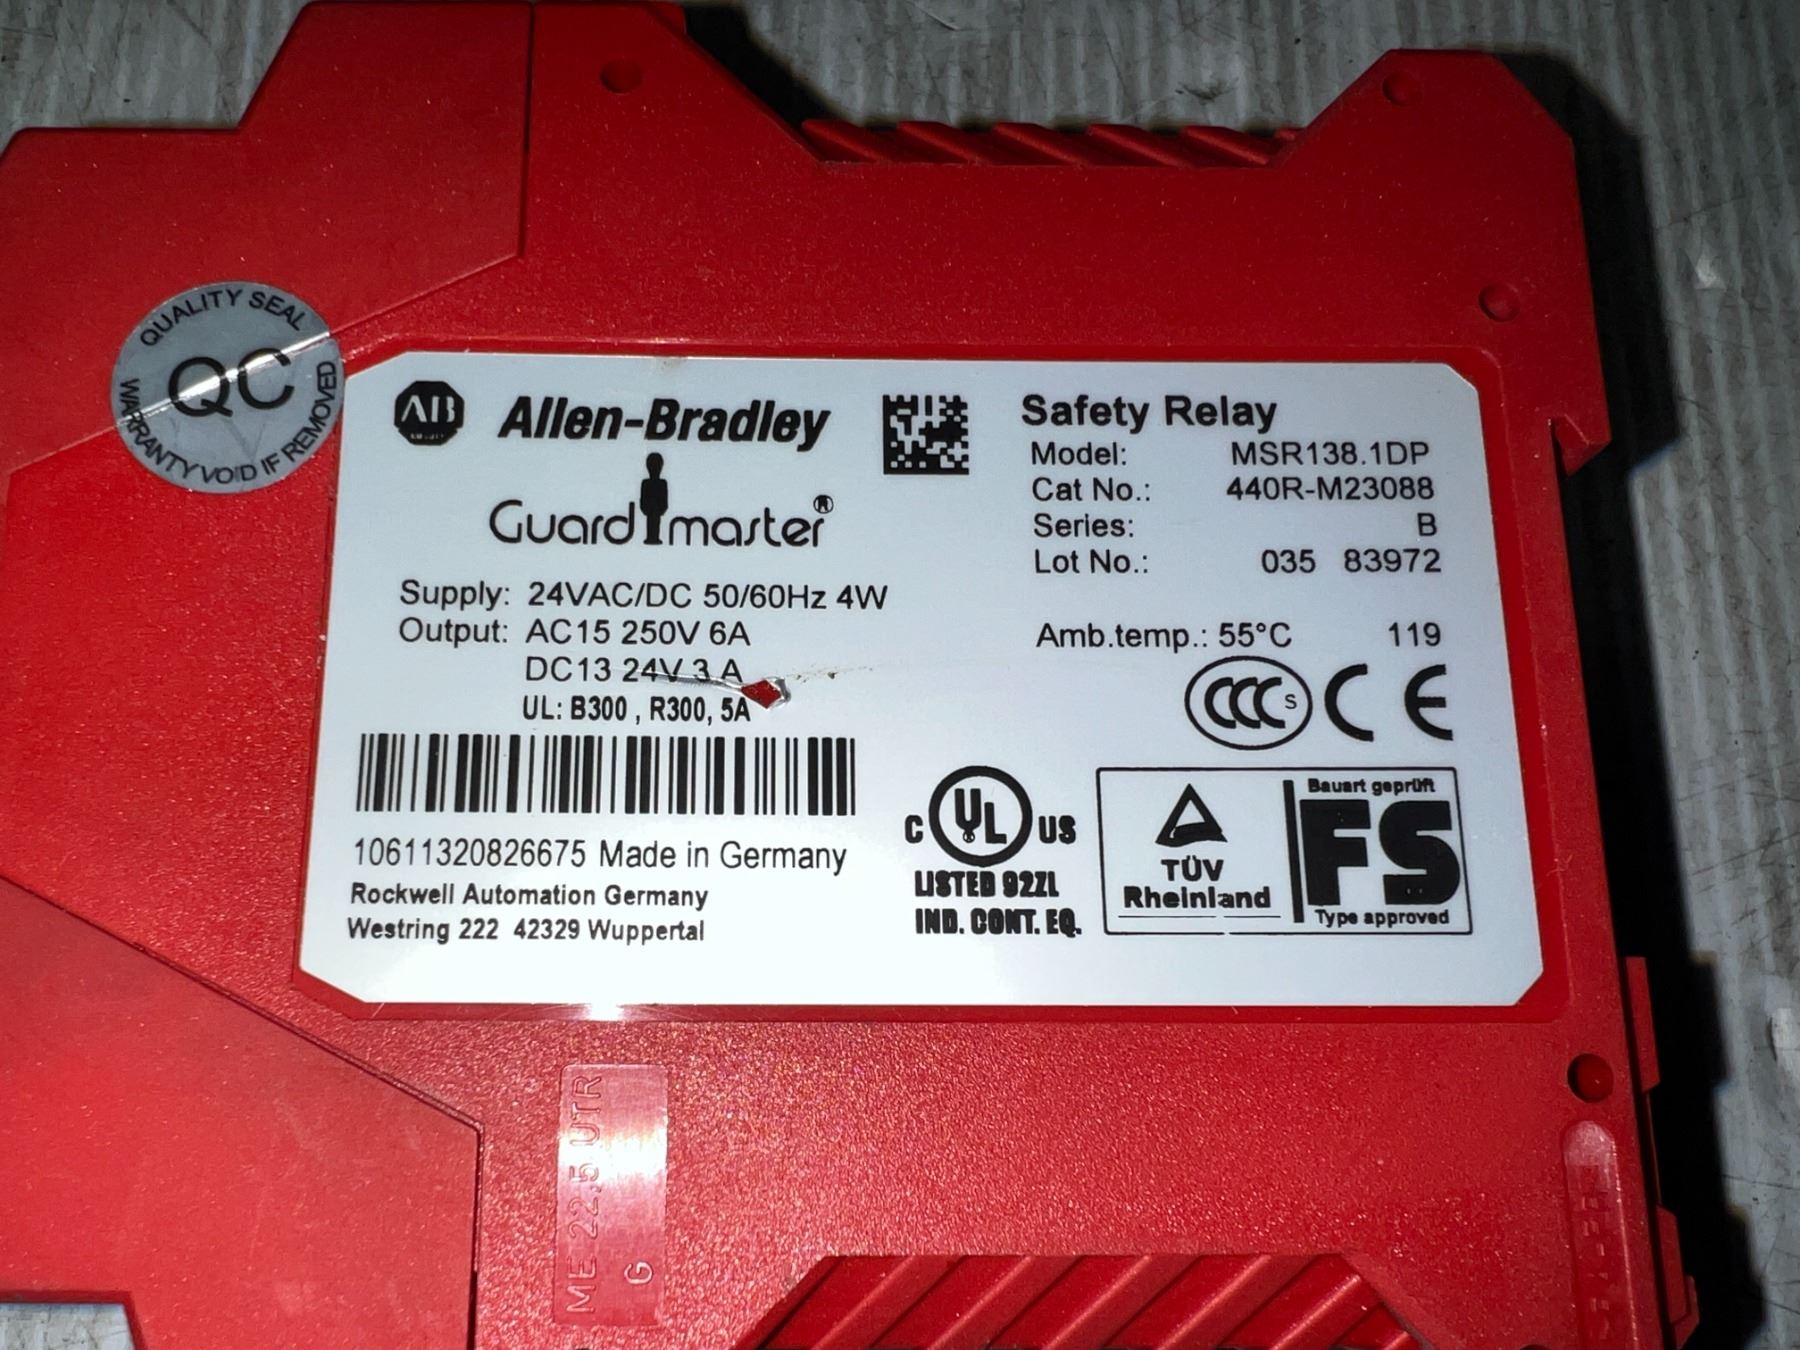 QUALITY SEAL
QC
WARRANTY VOID IF REMOVED
AB
Allen-Bradley
Guardmaster®
Safety Relay
Model: MSR138.1DP
Cat No.: 440R-M23088
Series: B
Lot No.: 035 83972
Supply: 24VAC/DC 50/60Hz 4W
Output: AC15 250V 6A
DC13 24V 3 A
UL: B300 , R300, 5A
Amb.temp.: 55°C 119
CCC S CE
10611320826675 Made in Germany
Rockwell Automation Germany
Westring 222 42329 Wuppertal
C UL US
LISTED 92ZL
IND. CONT. EQ.
TÜV
Rheinland
Bauart geprüft
FS
Type approved
ME 22,5 UTR
G